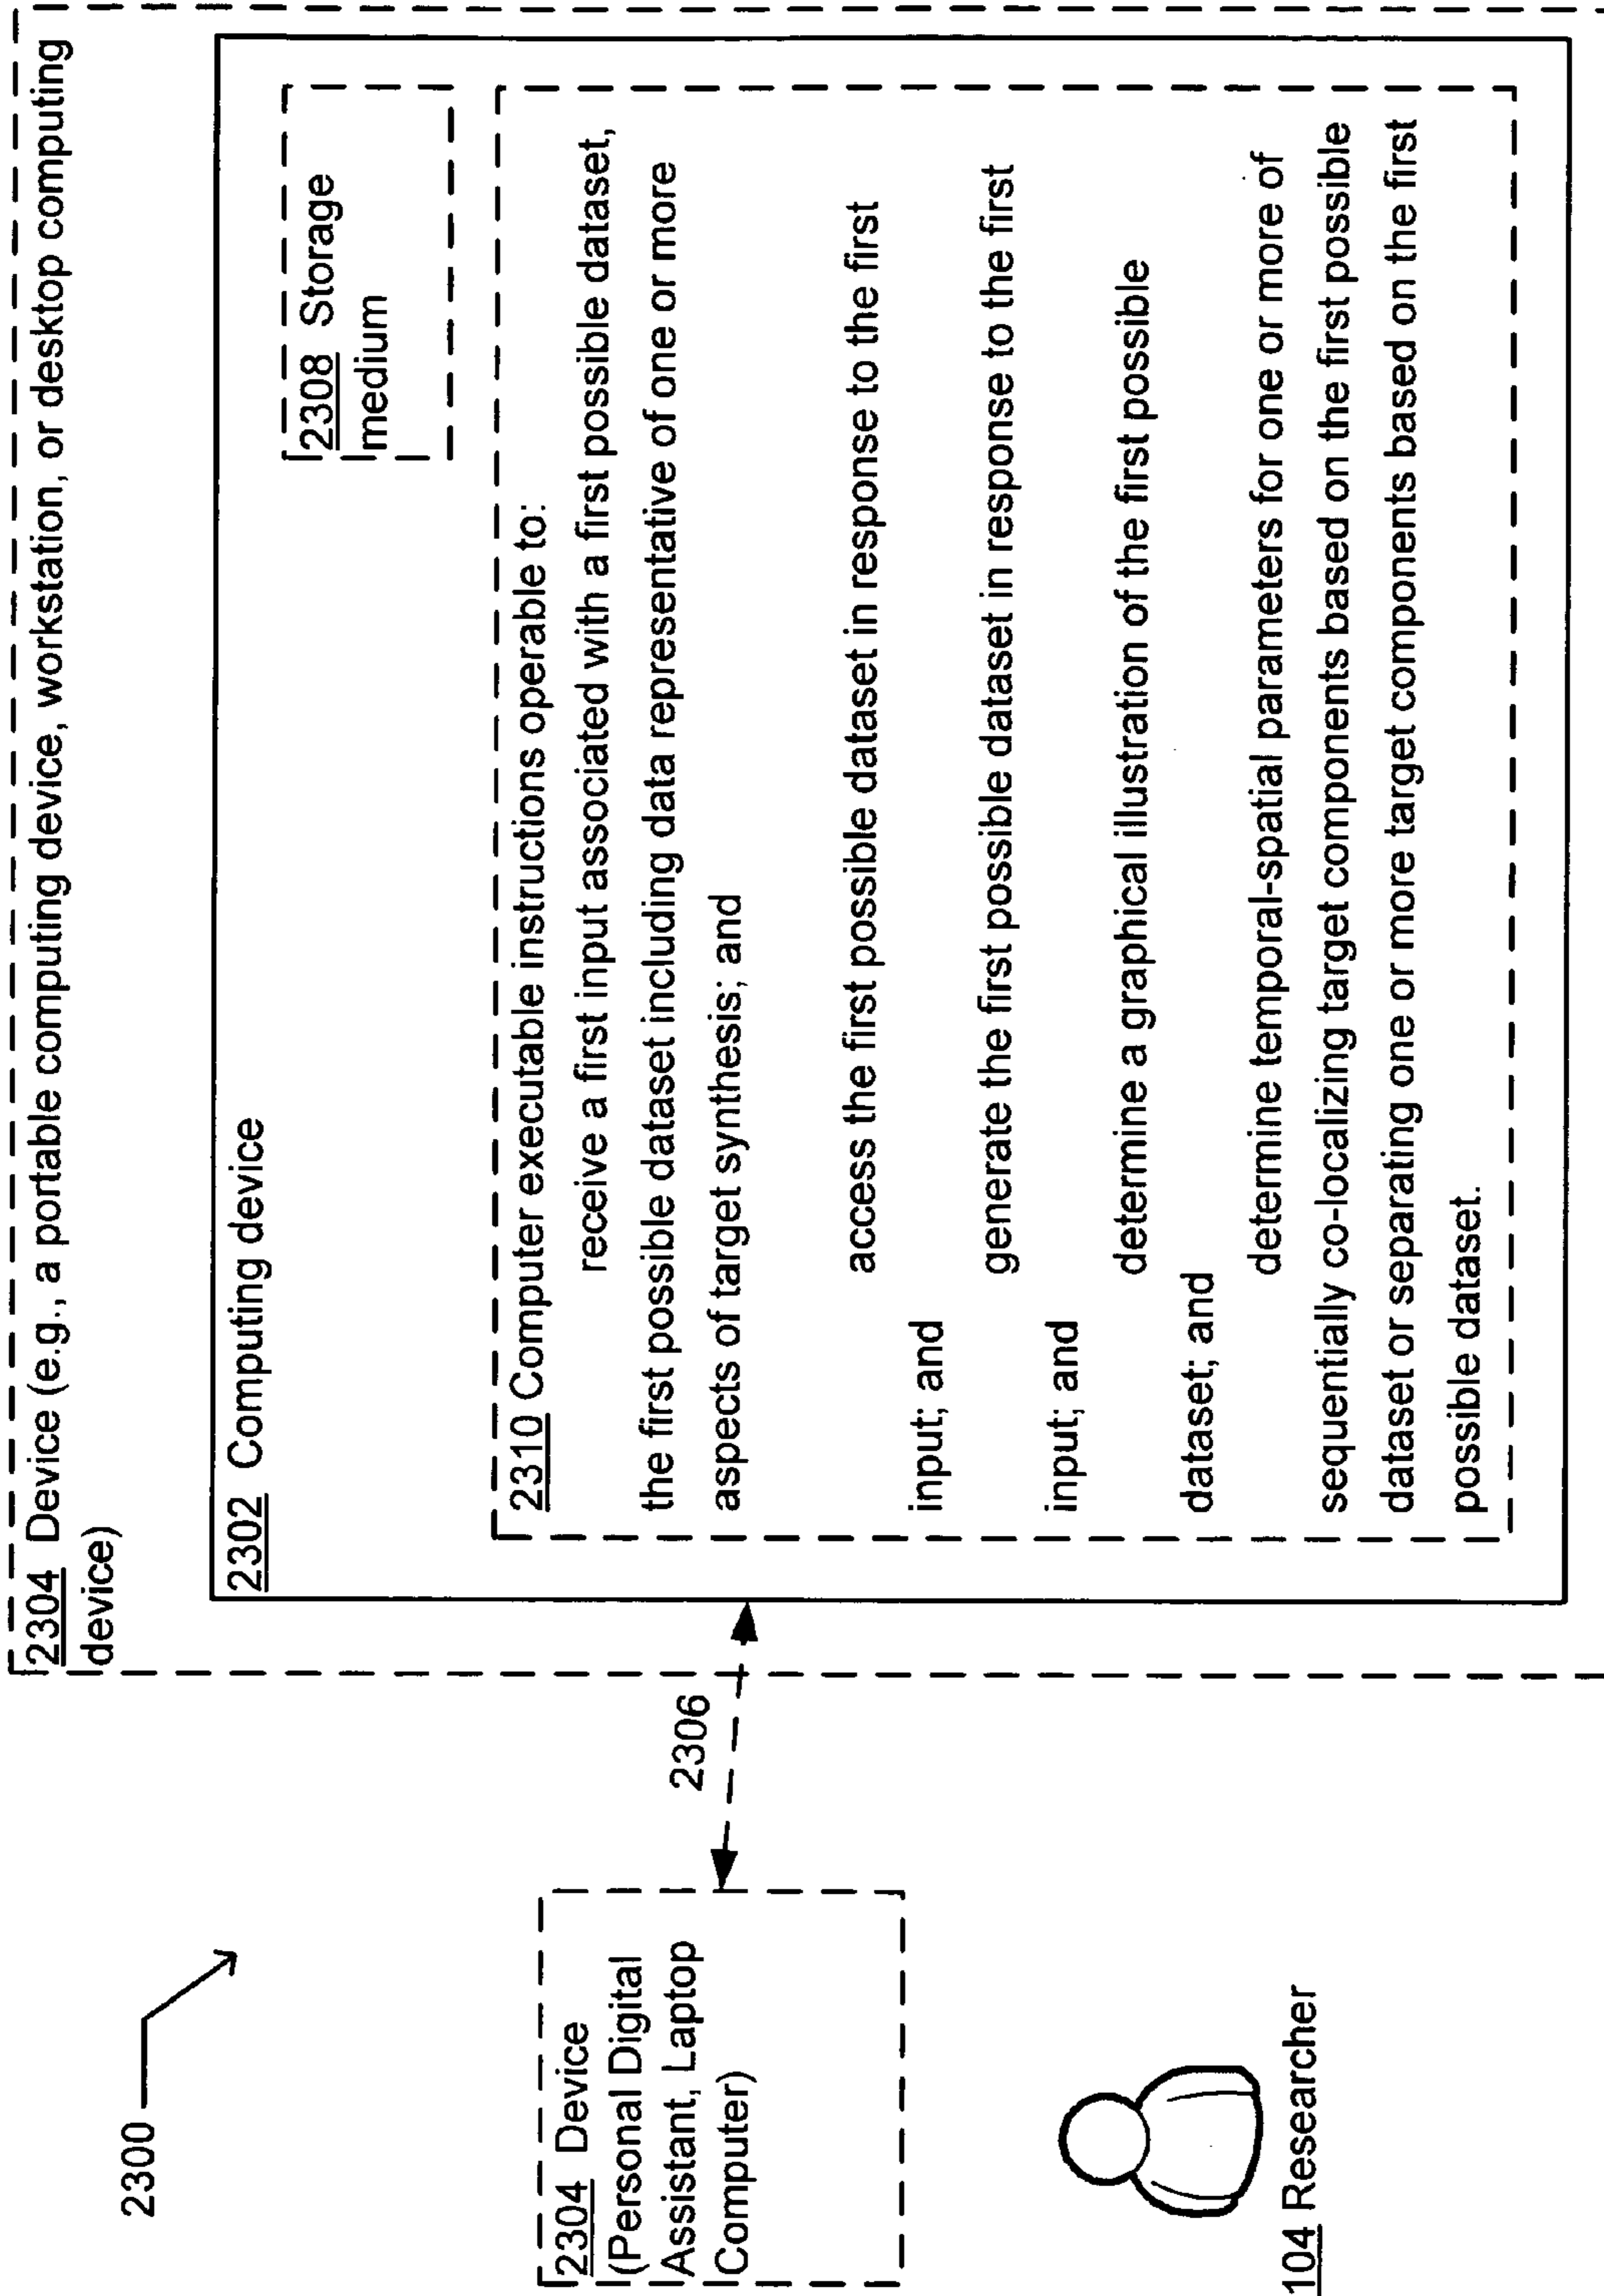 2300
2304 Device (e.g., a portable computing device, workstation, or desktop computing
device)
2302 Computing device
2308 Storage
medium
2310 Computer executable instructions operable to:
receive a first input associated with a first possible dataset,
the first possible dataset including data representative of one or more
aspects of target synthesis; and
access the first possible dataset in response to the first
input; and
generate the first possible dataset in response to the first
input; and
determine a graphical illustration of the first possible
dataset; and
determine temporal-spatial parameters for one or more of
sequentially co-localizing target components based on the first possible
dataset or separating one or more target components based on the first
possible dataset.
2306
2304 Device
(Personal Digital
Assistant, Laptop
Computer)
104 Researcher